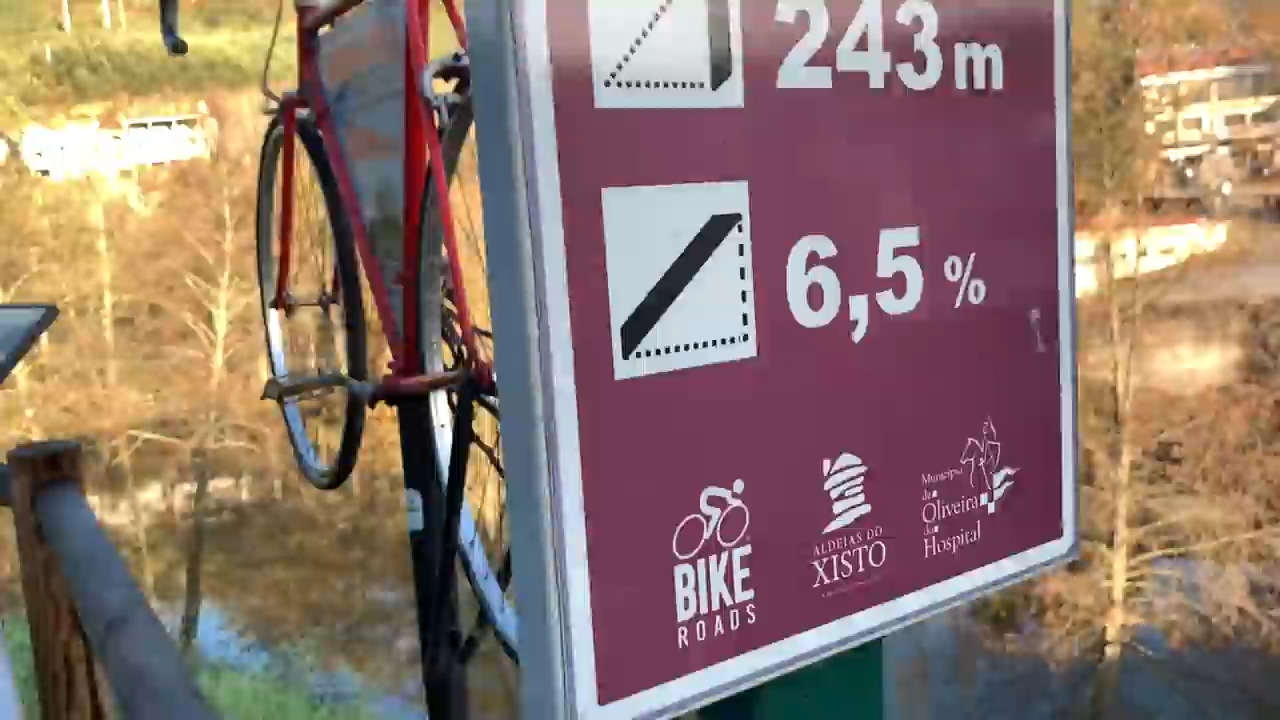 243 m
6,5 %
BIKE
ROADS
ALDEIAS DO
XISTO
Município
de
Oliveira
do
Hospital